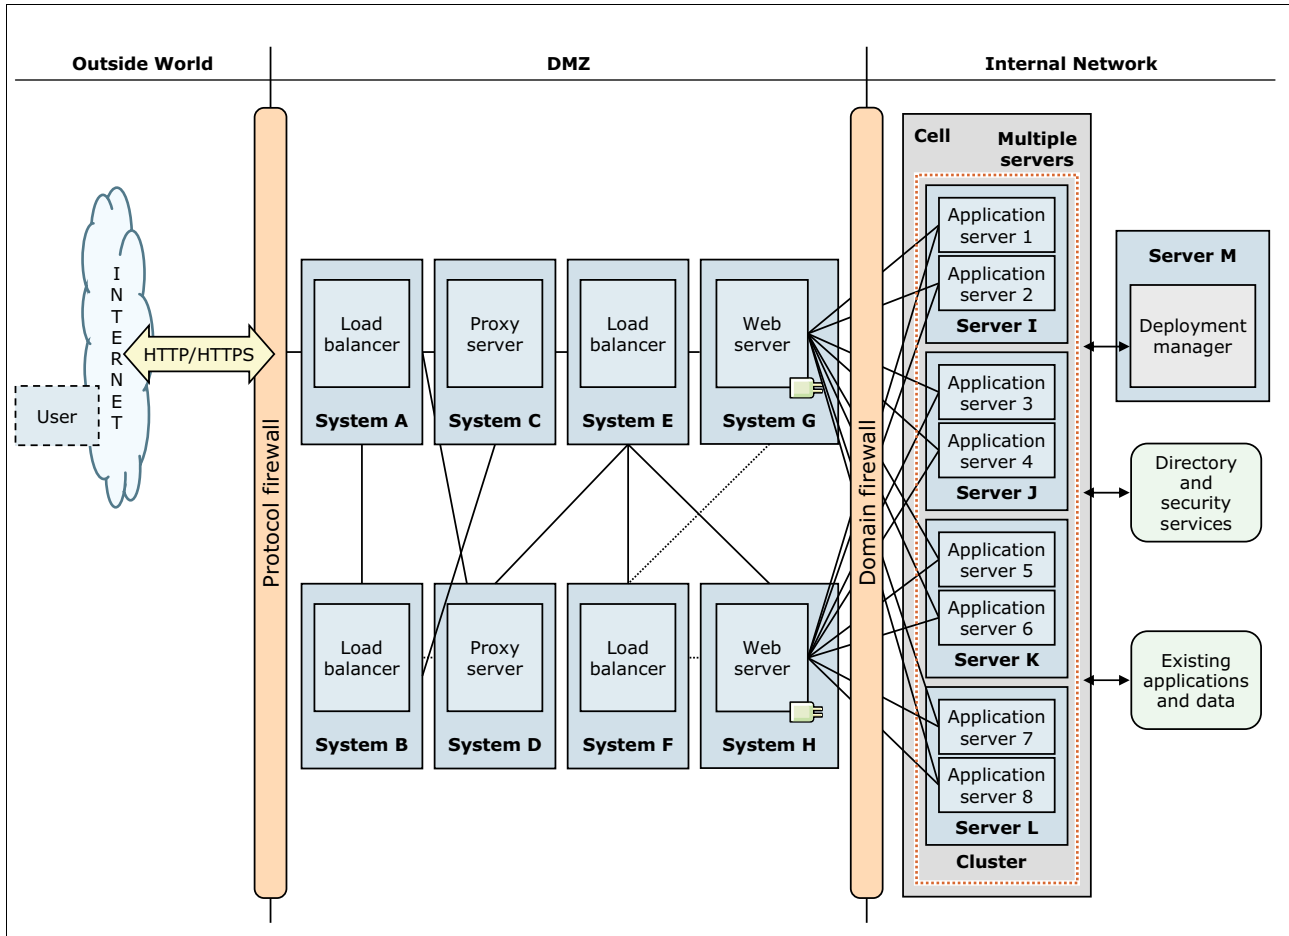 Outside World
DMZ
Internal Network
INTERNET
HTTP/HTTPS
User
Protocol firewall
Load
balancer
System A
Proxy
server
System C
Load
balancer
System E
Web
server
System G
Load
balancer
System B
Proxy
server
System D
Load
balancer
System F
Web
server
System H
Domain firewall
Cell
Multiple
servers
Application
server 1
Application
server 2
Server I
Application
server 3
Application
server 4
Server J
Application
server 5
Application
server 6
Server K
Application
server 7
Application
server 8
Server L
Cluster
Server M
Deployment
manager
Directory
and
security
services
Existing
applications
and data